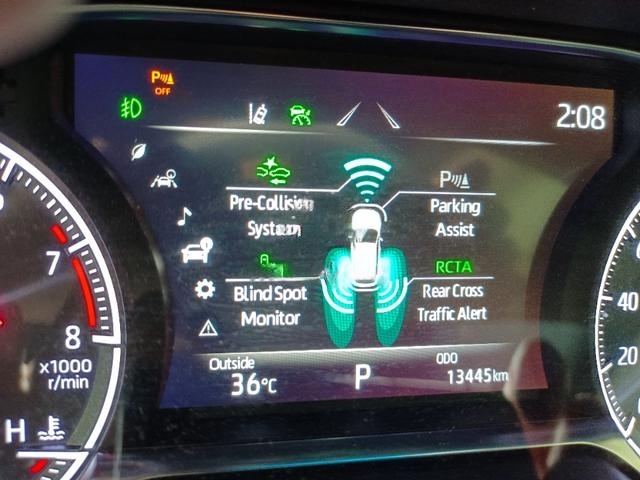 P
OFF
2:08
Pre-Collision
System
P
Parking
Assist
Blind Spot
Monitor
RCTA
Rear Cross
Traffic Alert
Outside
36°C
P
ODO
13445km
7
8
x1000
r/min
H
40
20